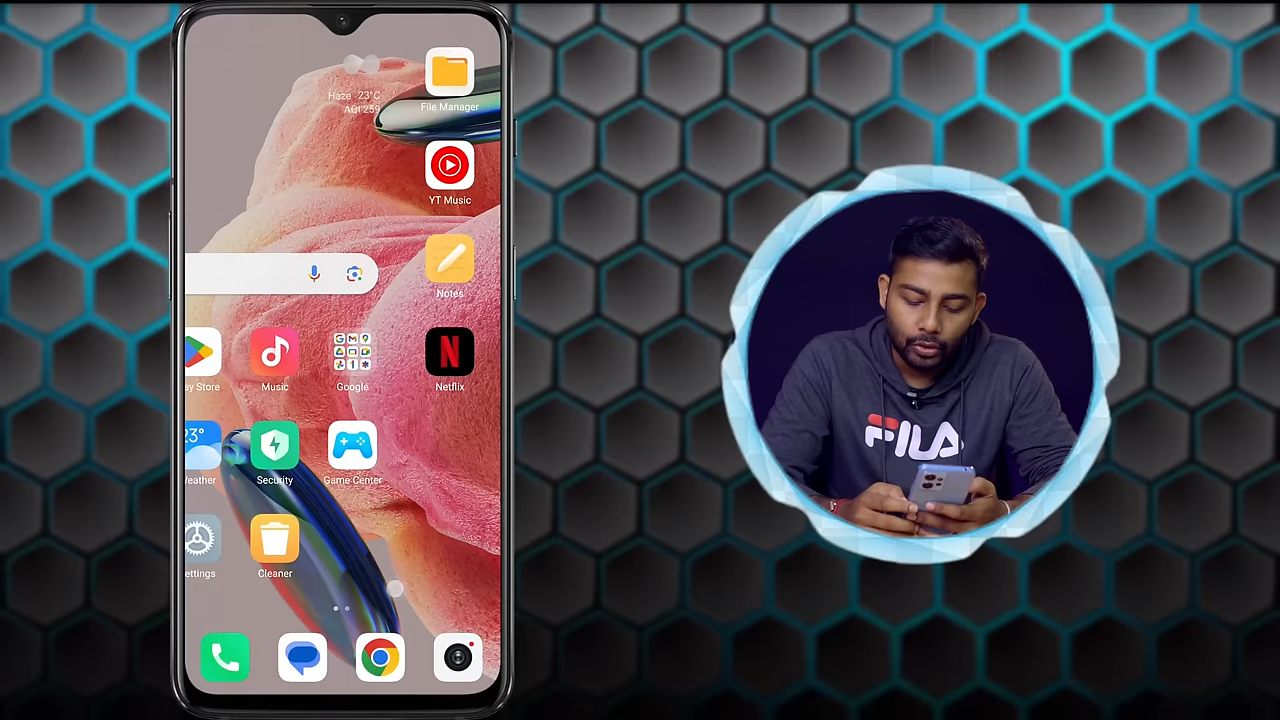 Haze 23°C
AQI 259
File Manager
YT Music
Notes
ay Store
Music
Google
Netflix
23°
Weather
Security
Game Center
ettings
Cleaner
FILA